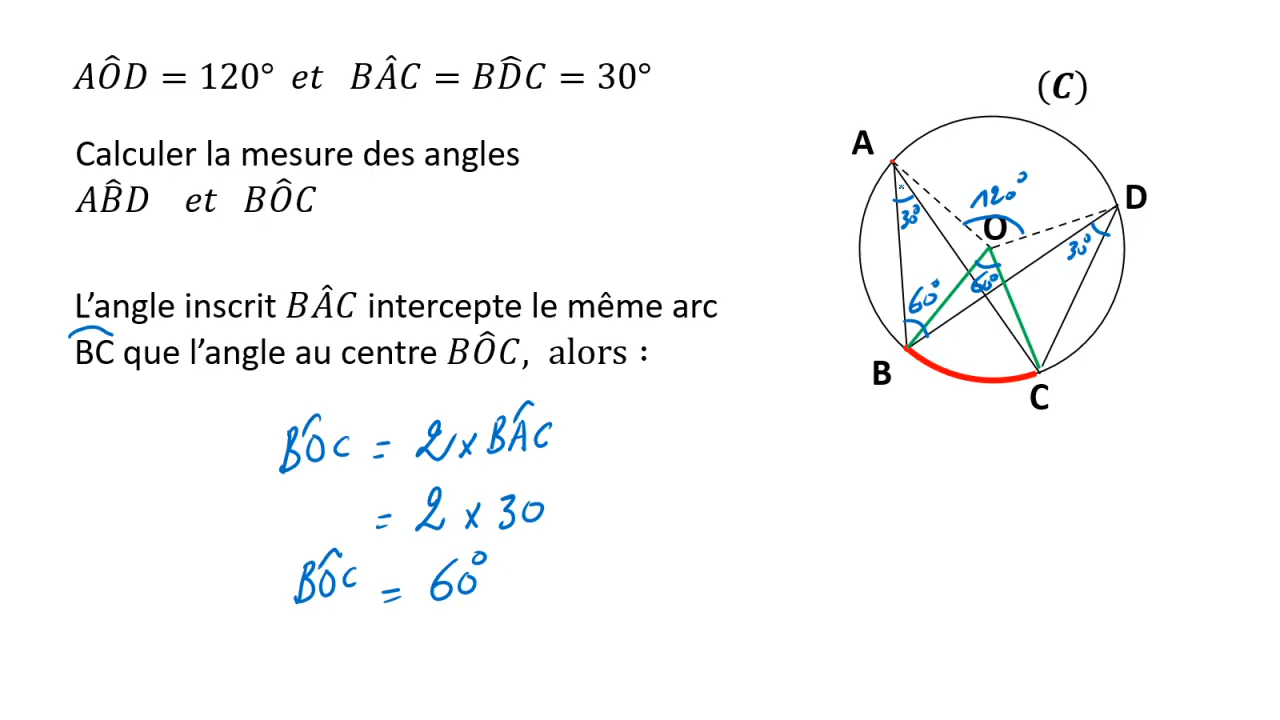 AÔD = 120° et BÂC = BD̂C = 30°
Calculer la mesure des angles
AB̂D et BÔC
L’angle inscrit BÂC intercepte le même arc
BC que l’angle au centre BÔC, alors :
BÔC = 2 × BÂC
= 2 × 30
BÔC = 60°
(C)
A
D
120°
30°
O
30°
60°
60°
B
C